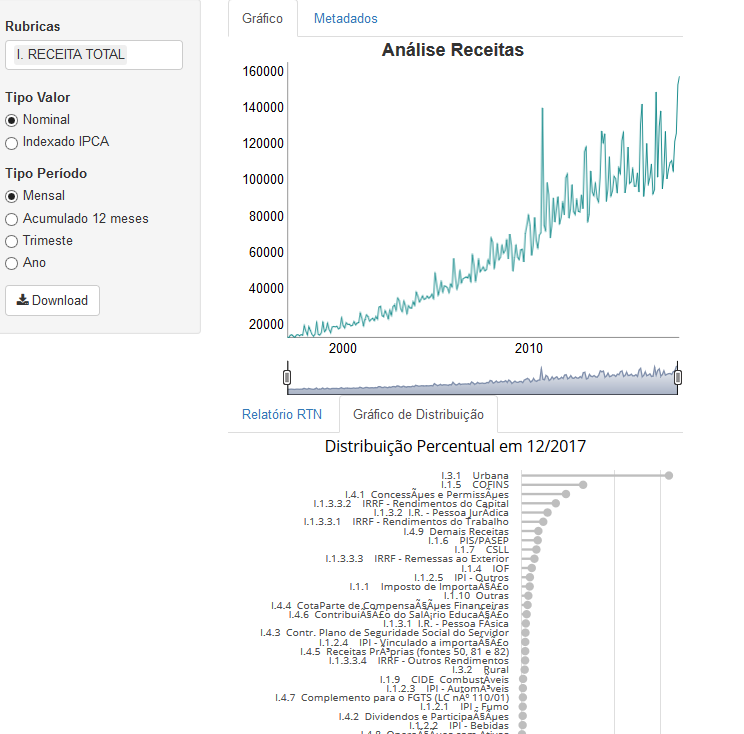 Rubricas
I. RECEITA TOTAL
Tipo Valor
Nominal
Indexado IPCA
Tipo Período
Mensal
Acumulado 12 meses
Trimeste
Ano
Download
Gráfico
Metadados
Análise Receitas
160000
140000
120000
100000
80000
60000
40000
20000
2000
2010
Relatório RTN
Gráfico de Distribuição
Distribuição Percentual em 12/2017
I.3.1 Urbana
I.1.5 COFINS
I.4.1 ConcessÃµes e PermissÃµes
I.1.3.3.2 IRRF - Rendimentos do Capital
I.1.3.2 I.R. - Pessoa JurÃ­dica
I.1.3.3.1 IRRF - Rendimentos do Trabalho
I.4.9 Demais Receitas
I.1.6 PIS/PASEP
I.1.7 CSLL
I.1.3.3.3 IRRF - Remessas ao Exterior
I.1.4 IOF
I.1.2.5 IPI - Outros
I.1.1 Imposto de ImportaÃ§Ã£o
I.1.10 Outras
I.4.4 CotaParte de CompensaÃ§Ãµes Financeiras
I.4.6 ContribuiÃ§Ã£o do SalÃ¡rio EducaÃ§Ã£o
I.1.3.1 I.R. - Pessoa FÃ­sica
I.4.3 Contr. Plano de Seguridade Social do Servidor
I.1.2.4 IPI - Vinculado a importaÃ§Ã£o
I.4.5 Receitas PrÃ³prias (fontes 50, 81 e 82)
I.1.3.3.4 IRRF - Outros Rendimentos
I.3.2 Rural
I.1.9 CIDE CombustÃ­veis
I.1.2.3 IPI - AutomÃ³veis
I.4.7 Complemento para o FGTS (LC nÂº 110/01)
I.1.2.1 IPI - Fumo
I.4.2 Dividendos e ParticipaÃ§Ãµes
I.1.2.2 IPI - Bebidas